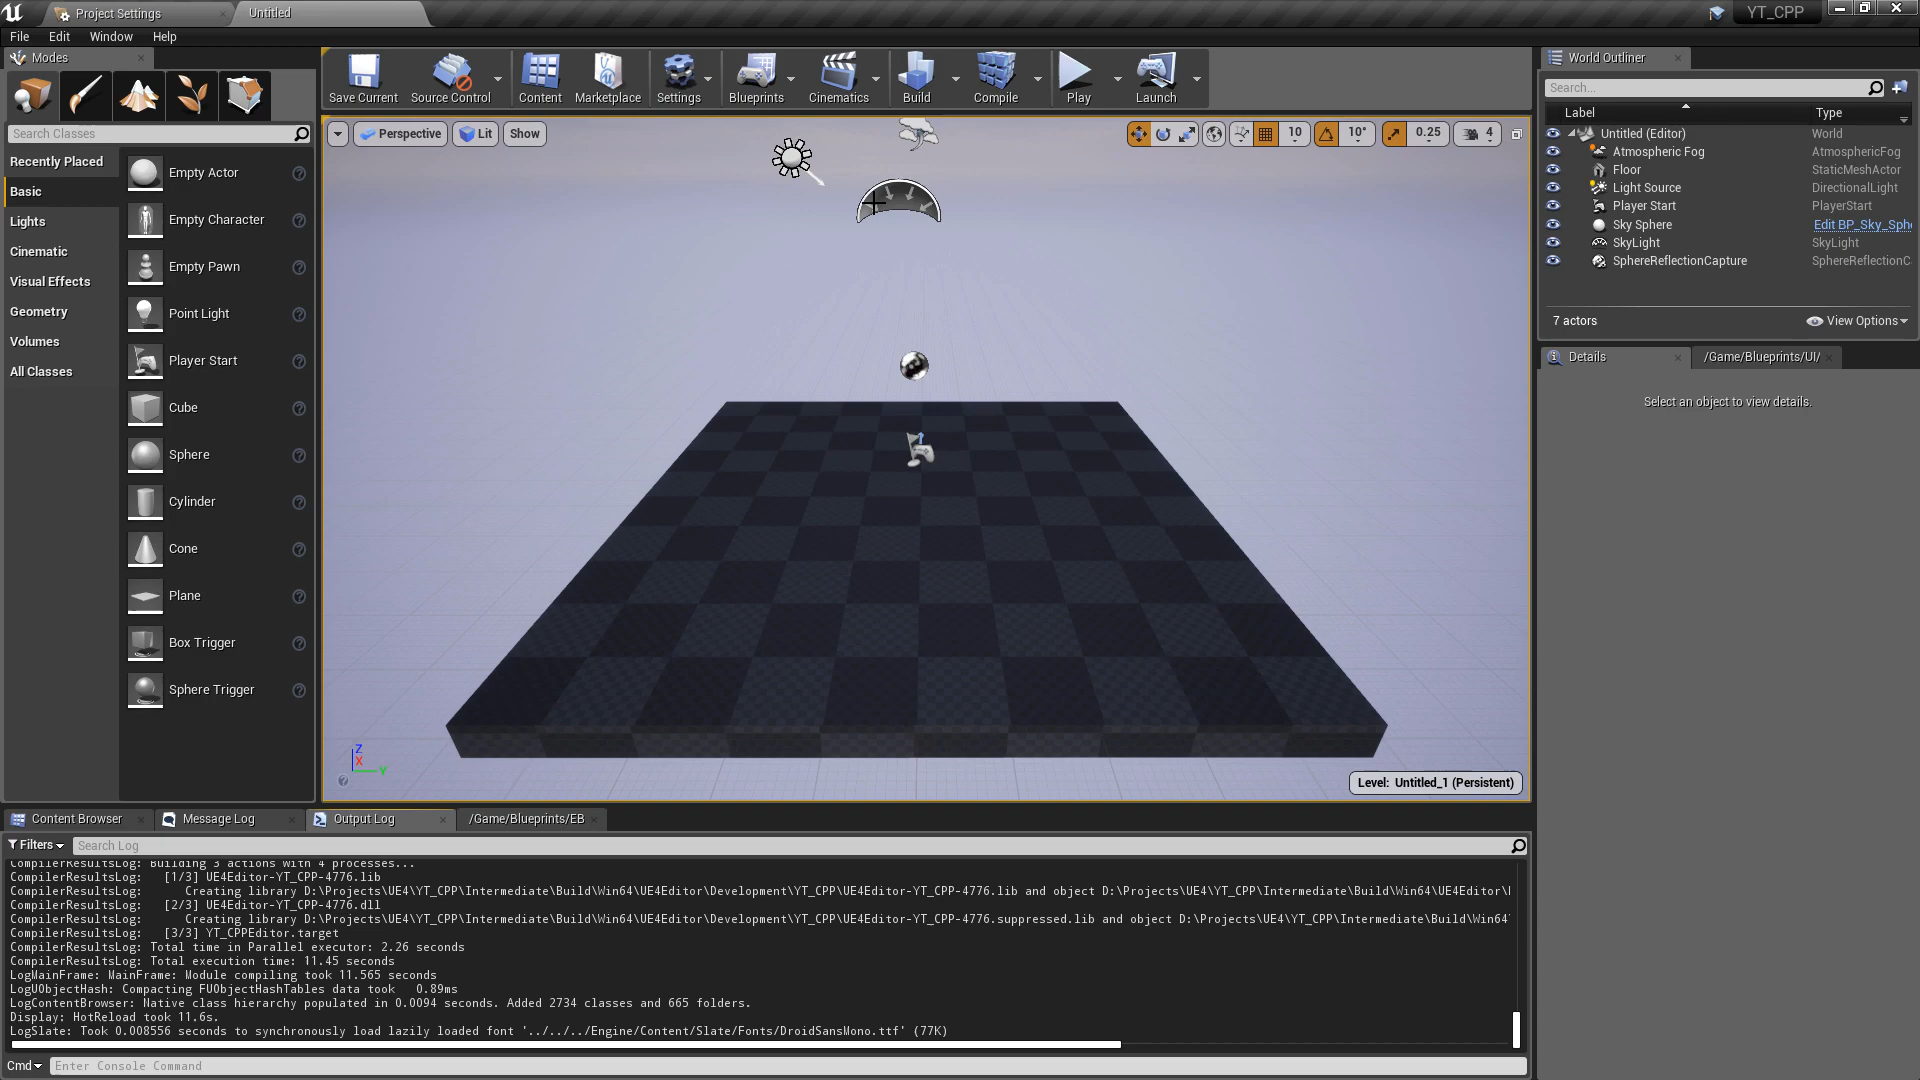 Project Settings
Untitled
YT_CPP
File
Edit
Window
Help
Modes
Save Current
Source Control
Content
Marketplace
Settings
Blueprints
Cinematics
Build
Compile
Play
Launch
Search Classes
Recently Placed
Basic
Lights
Cinematic
Visual Effects
Geometry
Volumes
All Classes
Empty Actor
Empty Character
Empty Pawn
Point Light
Player Start
Cube
Sphere
Cylinder
Cone
Plane
Box Trigger
Sphere Trigger
Perspective
Lit
Show
10
10°
0.25
4
Z
X
Y
Level: Untitled_1 (Persistent)
World Outliner
Search...
Label
Type
Untitled (Editor)
World
Atmospheric Fog
AtmosphericFog
Floor
StaticMeshActor
Light Source
DirectionalLight
Player Start
PlayerStart
Sky Sphere
Edit BP_Sky_Sph
SkyLight
SkyLight
SphereReflectionCapture
SphereReflectionC
7 actors
View Options
Details
/Game/Blueprints/UI/
Select an object to view details.
Content Browser
Message Log
Output Log
/Game/Blueprints/EB
Filters
Search Log
CompilerResultsLog: Building 3 actions with 4 processes...
CompilerResultsLog: [1/3] UE4Editor-YT_CPP-4776.lib
CompilerResultsLog: Creating library D:\Projects\UE4\YT_CPP\Intermediate\Build\Win64\UE4Editor\Development\YT_CPP\UE4Editor-YT_CPP-4776.lib and object D:\Projects\UE4\YT_CPP\Intermediate\Build\Win64\UE4Editor\
CompilerResultsLog: [2/3] UE4Editor-YT_CPP-4776.dll
CompilerResultsLog: Creating library D:\Projects\UE4\YT_CPP\Intermediate\Build\Win64\UE4Editor\Development\YT_CPP\UE4Editor-YT_CPP-4776.suppressed.lib and object D:\Projects\UE4\YT_CPP\Intermediate\Build\Win64
CompilerResultsLog: [3/3] YT_CPPEditor.target
CompilerResultsLog: Total time in Parallel executor: 2.26 seconds
CompilerResultsLog: Total execution time: 11.45 seconds
LogMainFrame: MainFrame: Module compiling took 11.565 seconds
LogUObjectHash: Compacting FUObjectHashTables data took 0.89ms
LogContentBrowser: Native class hierarchy populated in 0.0094 seconds. Added 2734 classes and 665 folders.
Display: HotReload took 11.6s.
LogSlate: Took 0.008556 seconds to synchronously load lazily loaded font '../../../Engine/Content/Slate/Fonts/DroidSansMono.ttf' (77K)
Cmd
Enter Console Command